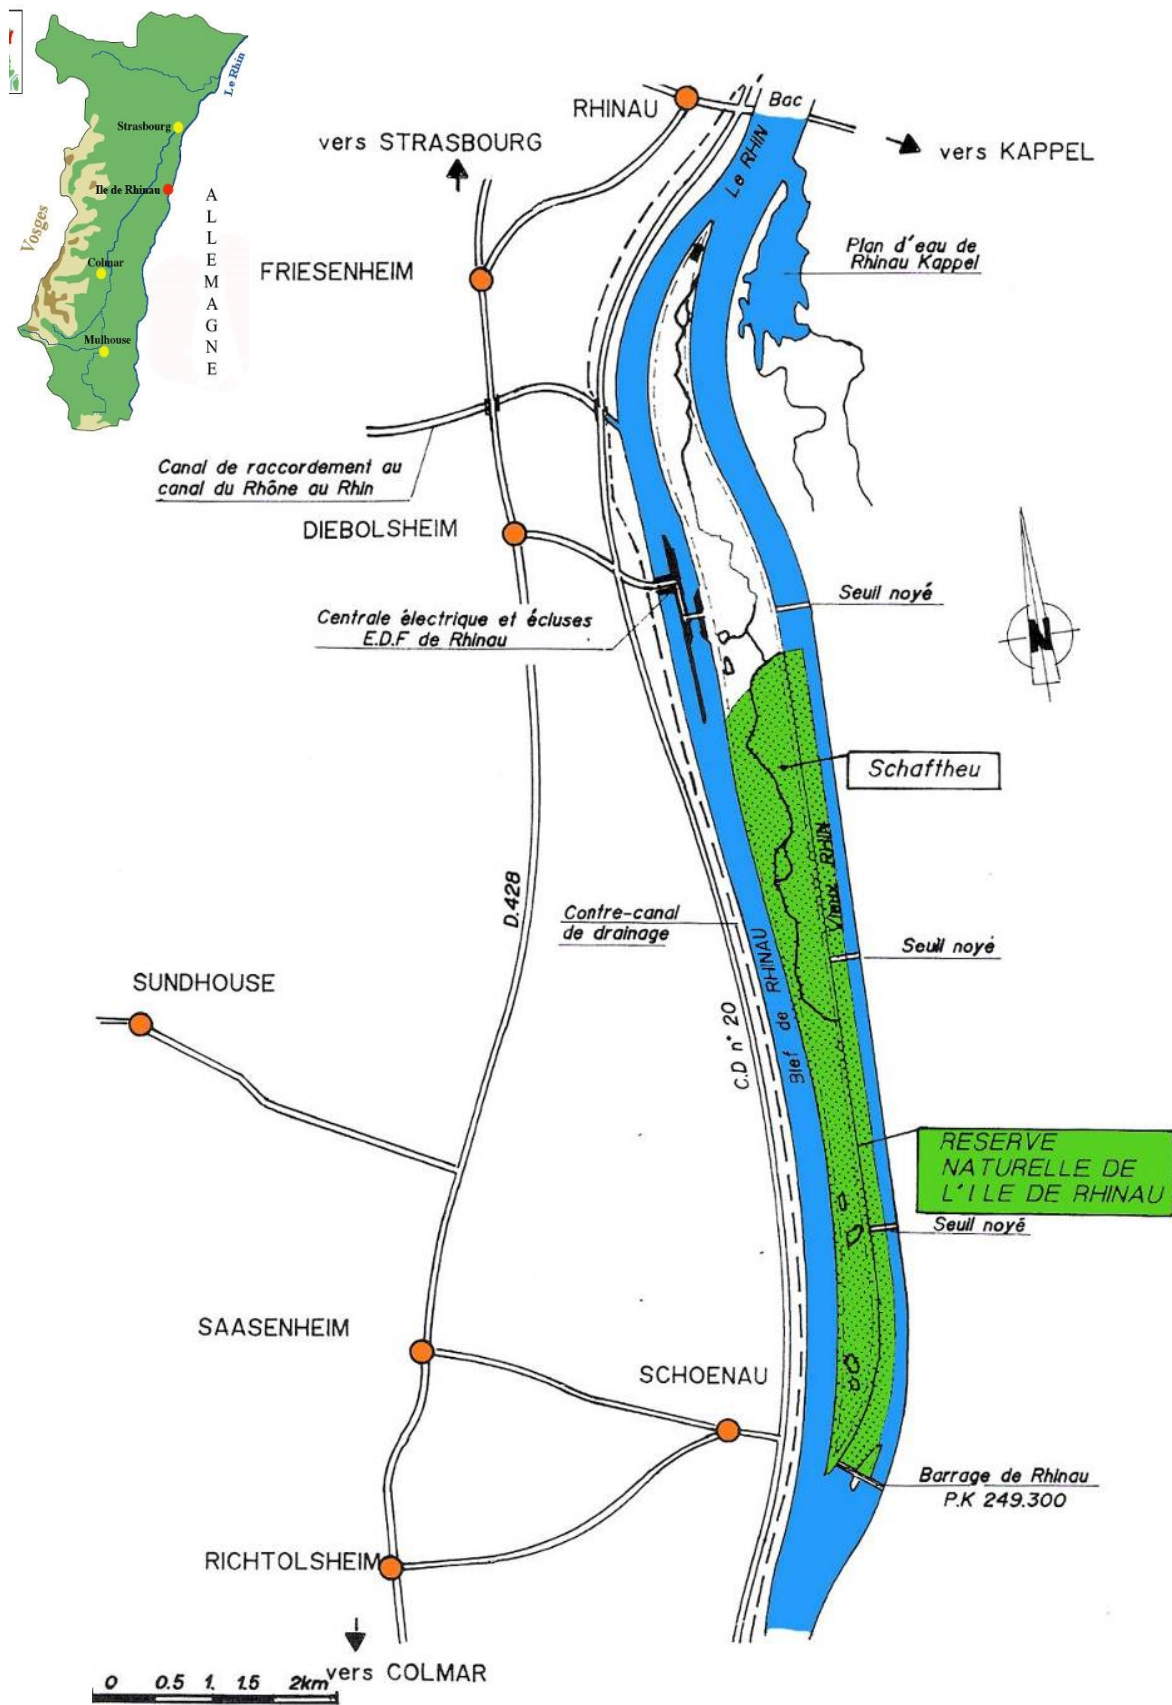 Le Rhin
Strasbourg
Ile de Rhinau
Vosges
Colmar
Mulhouse
ALLEMAGNE
RHINAU
Bac
vers STRASBOURG
vers KAPPEL
Le RHIN
Plan d'eau de
Rhinau Kappel
FRIESENHEIM
Canal de raccordement au
canal du Rhône au Rhin
DIEBOLSHEIM
Seuil noyé
Centrale électrique et écluses
E.D.F de Rhinau
N
Schaftheu
Vieux RHIN
D.428
Contre-canal
de drainage
Seuil noyé
Bief de RHINAU
SUNDHOUSE
C.D n° 20
RESERVE
NATURELLE DE
L'ILE DE RHINAU
Seuil noyé
SAASENHEIM
SCHOENAU
Barrage de Rhinau
P.K 249.300
RICHTOLSHEIM
vers COLMAR
0 0.5 1. 1.5 2km